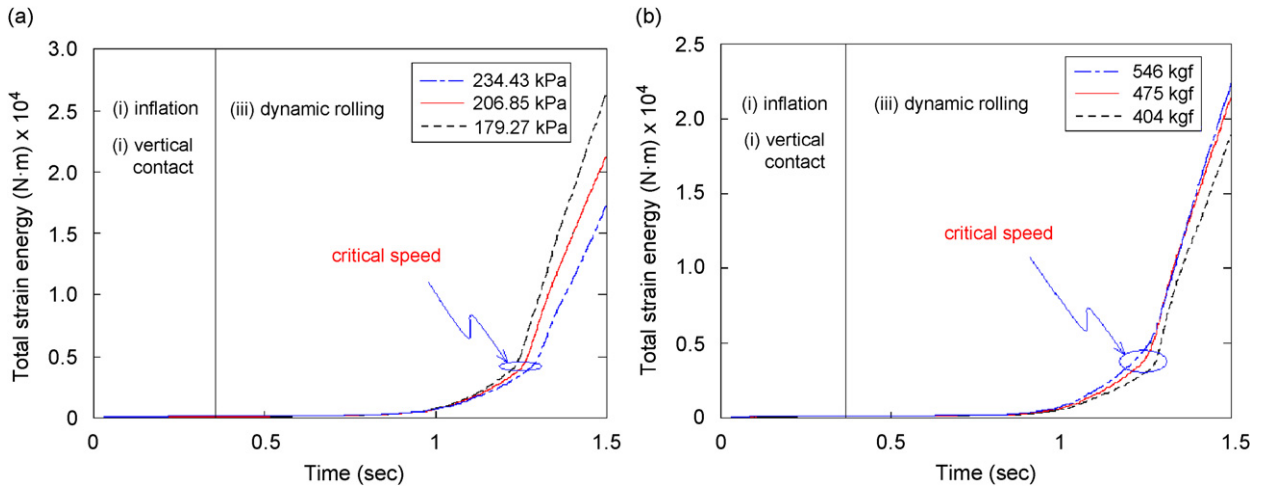 (a)
3.0
2.5
2.0
1.5
1.0
0.5
0
Total strain energy (N·m) x 10⁴
(i) inflation
(i) vertical
contact
(iii) dynamic rolling
234.43 kPa
206.85 kPa
179.27 kPa
critical speed
0
0.5
1
1.5
Time (sec)
(b)
2.5
2.0
1.5
1.0
0.5
0
Total strain energy (N·m) x 10⁴
(i) inflation
(i) vertical
contact
(iii) dynamic rolling
546 kgf
475 kgf
404 kgf
critical speed
0
0.5
1
1.5
Time (sec)